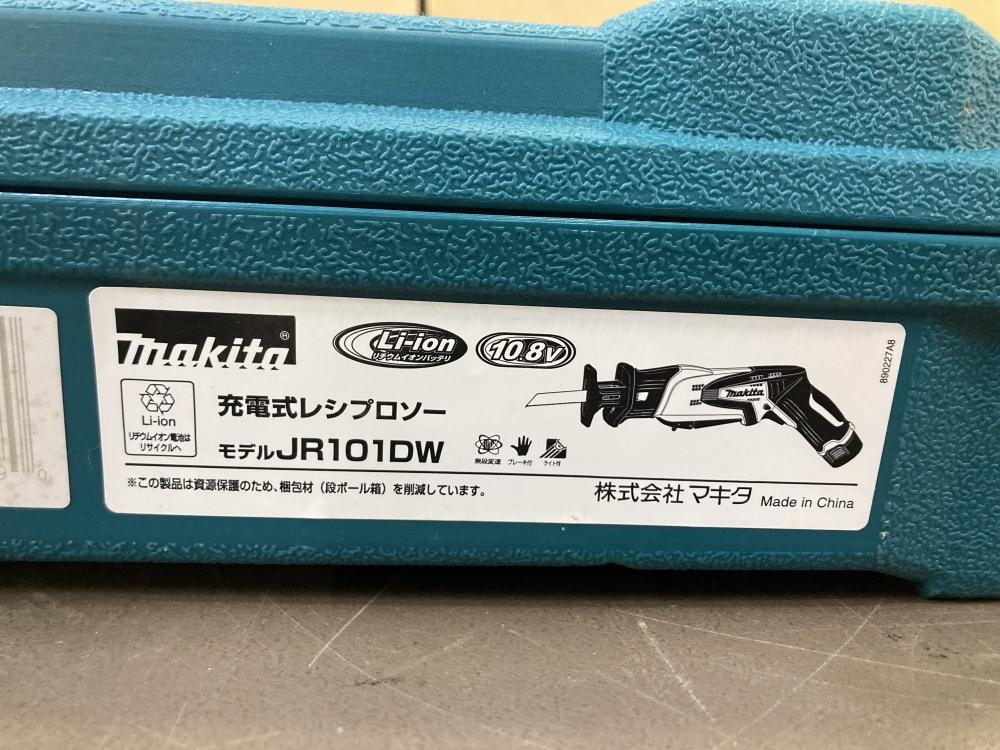 makita®
Li-ion
リチウムイオンバッテリ
10.8V
Li-ion
リチウムイオン電池は
リサイクルへ
充電式レシプロソー
モデルJR101DW
無段変速 ブレーキ付 ライト付
makita
890227A8
※この製品は資源保護のため、梱包材（段ボール箱）を削減しています。
株式会社マキタ Made in China
0